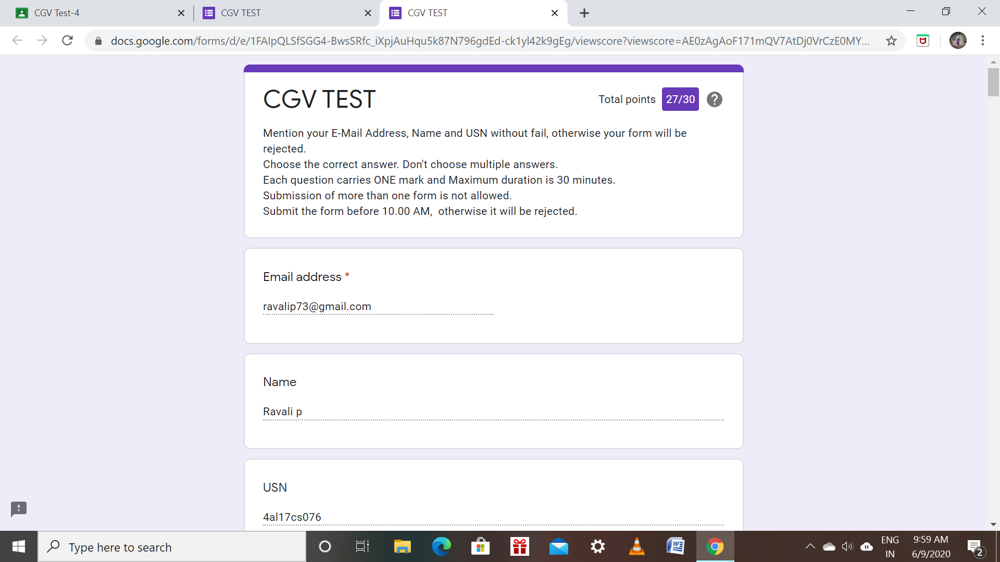 CGV Test-4
CGV TEST
CGV TEST
docs.google.com/forms/d/e/1FAIpQLSfSGG4-BwsSRfc_iXpjAuHqu5k87N796gdEd-ck1yl42k9gEg/viewscore?viewscore=AE0zAgAoF171mQV7AtDj0VrCzE0MY...
CGV TEST
Total points 27/30
Mention your E-Mail Address, Name and USN without fail, otherwise your form will be
rejected.
Choose the correct answer. Don't choose multiple answers.
Each question carries ONE mark and Maximum duration is 30 minutes.
Submission of more than one form is not allowed.
Submit the form before 10.00 AM,  otherwise it will be rejected.
Email address *
ravalip73@gmail.com
Name
Ravali p
USN
4al17cs076
Type here to search
ENG
IN
9:59 AM
6/9/2020
2